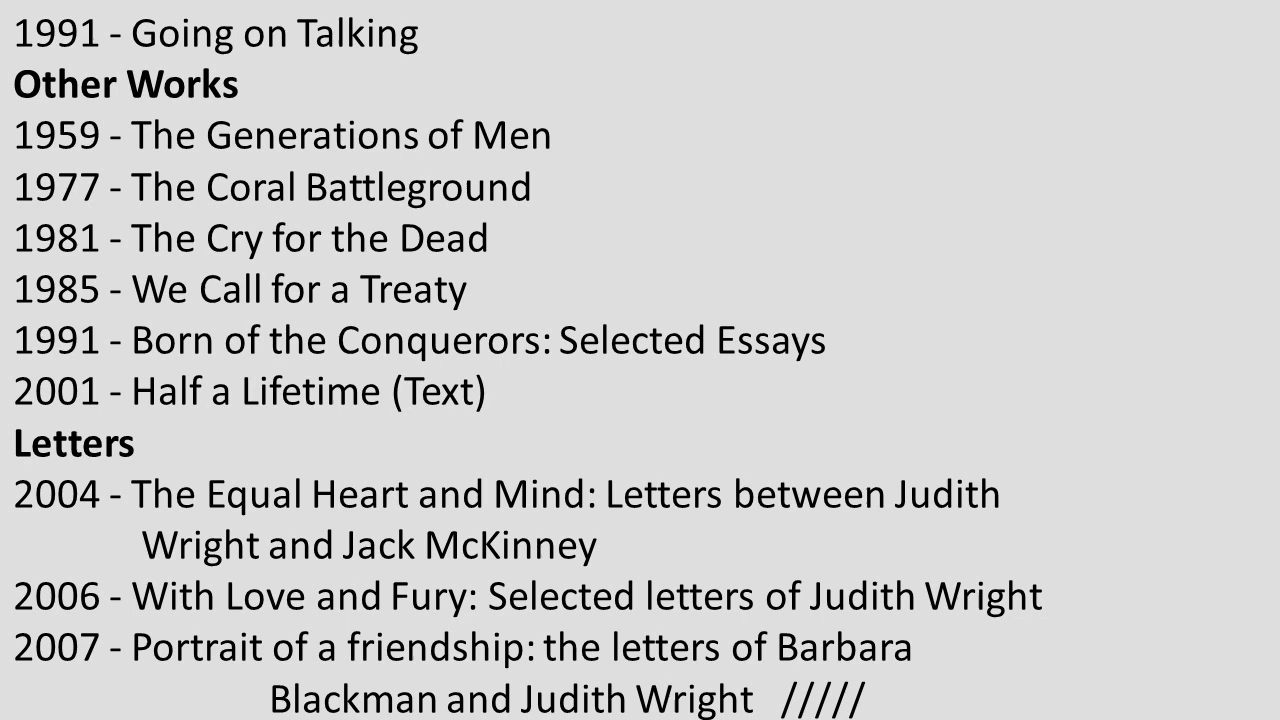 1991 - Going on Talking
Other Works
1959 - The Generations of Men
1977 - The Coral Battleground
1981 - The Cry for the Dead
1985 - We Call for a Treaty
1991 - Born of the Conquerors: Selected Essays
2001 - Half a Lifetime (Text)
Letters
2004 - The Equal Heart and Mind: Letters between Judith
Wright and Jack McKinney
2006 - With Love and Fury: Selected letters of Judith Wright
2007 - Portrait of a friendship: the letters of Barbara
Blackman and Judith Wright /////